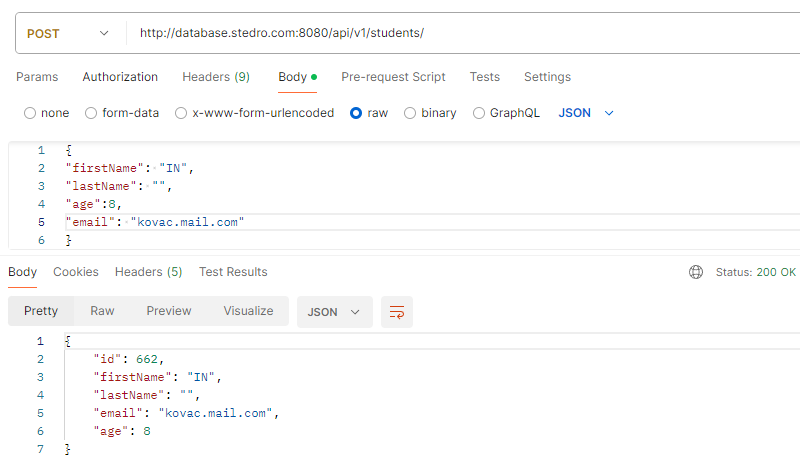 POST http://database.stedro.com:8080/api/v1/students/
Params Authorization Headers (9) Body Pre-request Script Tests Settings
none form-data x-www-form-urlencoded raw binary GraphQL JSON
1 {
2 "firstName": "IN",
3 "lastName": "",
4 "age":8,
5 "email": "kovac.mail.com"
6 }
Body Cookies Headers (5) Test Results Status: 200 OK
Pretty Raw Preview Visualize JSON
1 {
2 "id": 662,
3 "firstName": "IN",
4 "lastName": "",
5 "email": "kovac.mail.com",
6 "age": 8
7 }